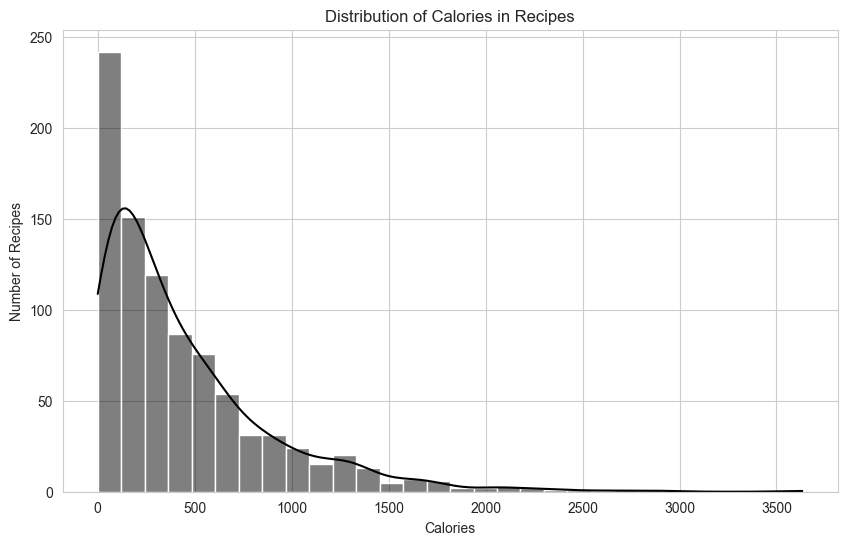 Distribution of Calories in Recipes
250
200
150
100
50
0
Number of Recipes
0 500 1000 1500 2000 2500 3000 3500
Calories